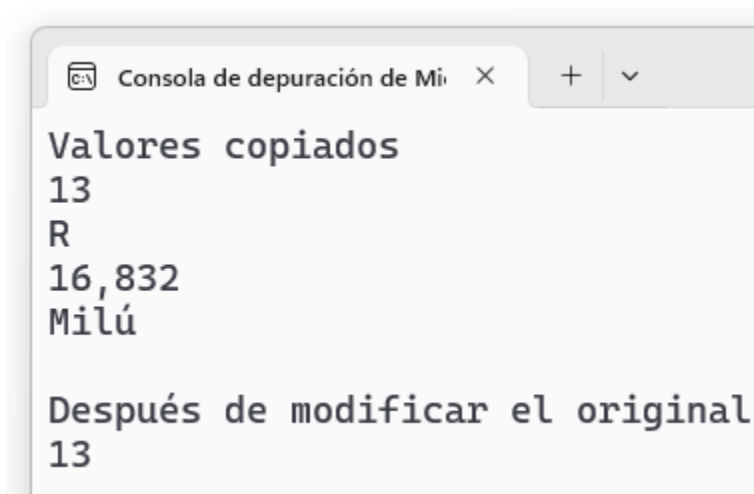 Consola de depuración de Mi
Valores copiados
13
R
16,832
Milú
Después de modificar el original
13